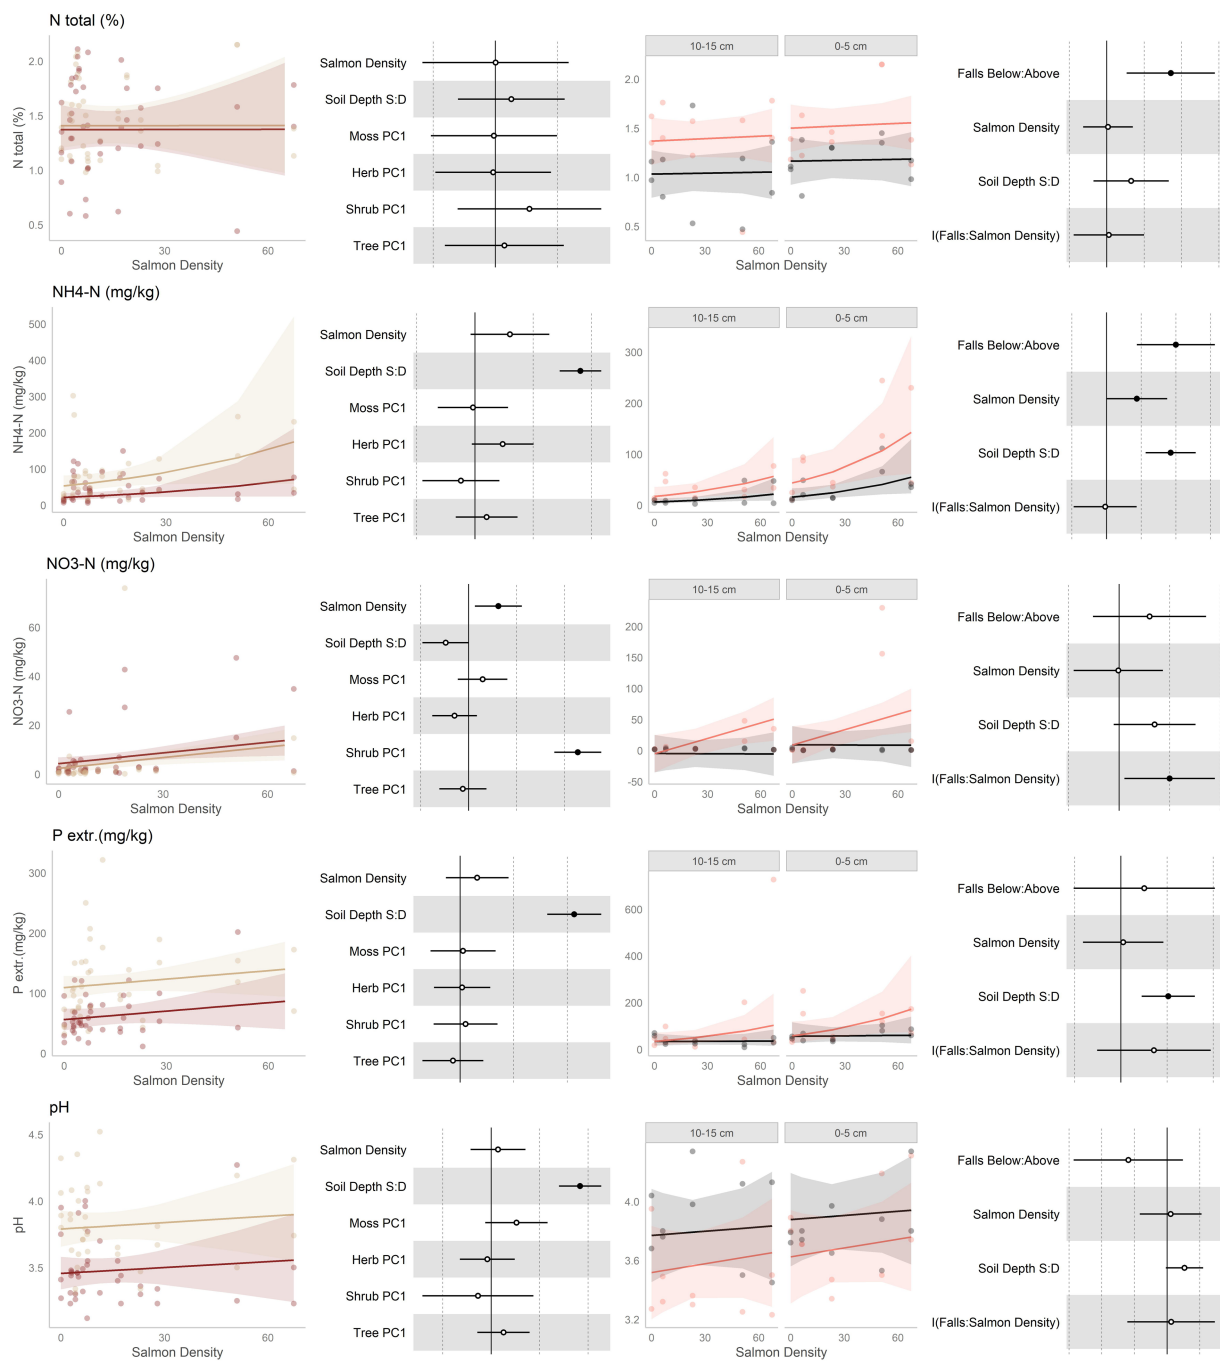 N total (%)
N total (%)
2.0
1.5
1.0
0.5
0
30
60
Salmon Density
Salmon Density
Soil Depth S:D
Moss PC1
Herb PC1
Shrub PC1
Tree PC1
10-15 cm
0-5 cm
2.0
1.5
1.0
0.5
0
30
60
0
30
60
Salmon Density
Falls Below:Above
Salmon Density
Soil Depth S:D
I(Falls:Salmon Density)
NH4-N (mg/kg)
NH4-N (mg/kg)
500
400
300
200
100
0
0
30
60
Salmon Density
Salmon Density
Soil Depth S:D
Moss PC1
Herb PC1
Shrub PC1
Tree PC1
10-15 cm
0-5 cm
300
200
100
0
0
30
60
0
30
60
Salmon Density
Falls Below:Above
Salmon Density
Soil Depth S:D
I(Falls:Salmon Density)
NO3-N (mg/kg)
NO3-N (mg/kg)
60
40
20
0
0
30
60
Salmon Density
Salmon Density
Soil Depth S:D
Moss PC1
Herb PC1
Shrub PC1
Tree PC1
10-15 cm
0-5 cm
200
150
100
50
0
-50
0
30
60
0
30
60
Salmon Density
Falls Below:Above
Salmon Density
Soil Depth S:D
I(Falls:Salmon Density)
P extr.(mg/kg)
P extr.(mg/kg)
300
200
100
0
0
30
60
Salmon Density
Salmon Density
Soil Depth S:D
Moss PC1
Herb PC1
Shrub PC1
Tree PC1
10-15 cm
0-5 cm
600
400
200
0
0
30
60
0
30
60
Salmon Density
Falls Below:Above
Salmon Density
Soil Depth S:D
I(Falls:Salmon Density)
pH
pH
4.5
4.0
3.5
0
30
60
Salmon Density
Salmon Density
Soil Depth S:D
Moss PC1
Herb PC1
Shrub PC1
Tree PC1
10-15 cm
0-5 cm
4.0
3.6
3.2
0
30
60
0
30
60
Salmon Density
Falls Below:Above
Salmon Density
Soil Depth S:D
I(Falls:Salmon Density)